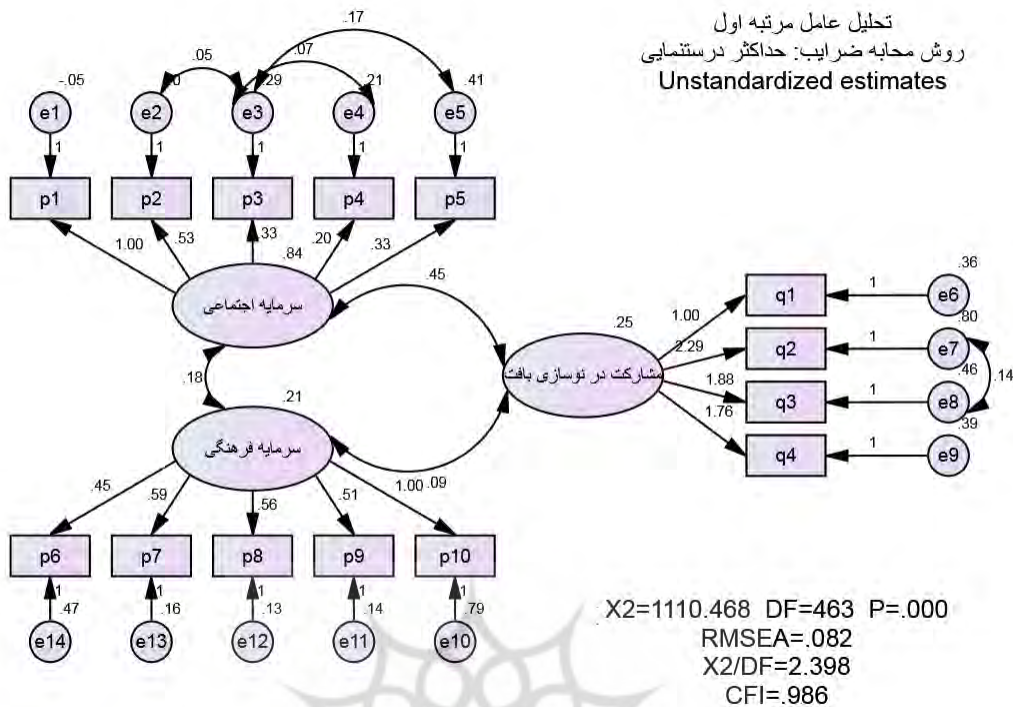 تحلیل عامل مرتبه اول
روش محابه ضرایب: حداکثر درستنمایی
Unstandardized estimates
.17
.05
.07
-.05
.29
.21
.41
e1
e2
e3
e4
e5
1
1
1
1
1
p1
p2
p3
p4
p5
1.00
.53
.33
.20
.33
.84
سرمایه اجتماعی
.45
.18
.21
سرمایه فرهنگی
.25
مشارکت در نوسازی بافت
1.00
2.29
1.88
1.76
q1
q2
q3
q4
1
1
1
1
.36
e6
.80
e7
.46
e8
.39
e9
.14
.45
.59
.56
.51
1.00
.09
p6
p7
p8
p9
p10
1
1
1
1
1
.47
.16
.13
.14
.79
e14
e13
e12
e11
e10
X2=1110.468 DF=463 P=.000
RMSEA=.082
X2/DF=2.398
CFI=.986